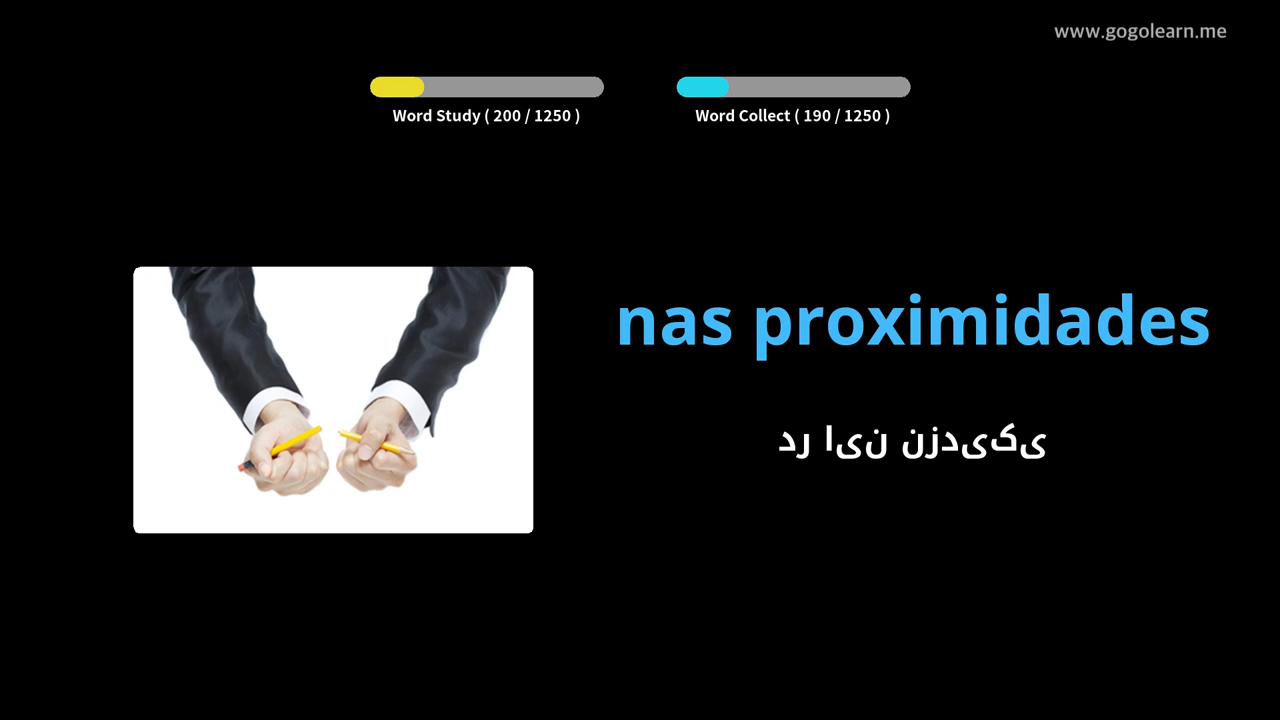 www.gogolearn.me
Word Study ( 200 / 1250 )
Word Collect ( 190 / 1250 )
nas proximidades
در این نزدیکی